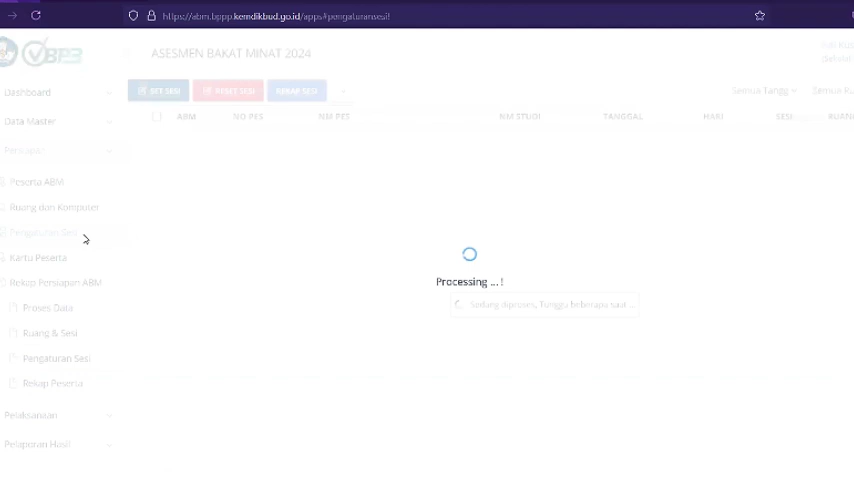 https://abm.bppp.kemdikbud.go.id/apps#pengaturansesi!
ASESMEN BAKAT MINAT 2024
SET SESI
RESET SESI
REKAP SESI
Semua Tangg
Semua Ru
ABM
NO PES
NM PES
NM STUDI
TANGGAL
HARI
SESI
RUANG
Dashboard
Data Master
Persiapan
Peserta ABM
Ruang dan Komputer
Pengaturan Sesi
Kartu Peserta
Rekap Persiapan ABM
Proses Data
Ruang & Sesi
Pengaturan Sesi
Rekap Peserta
Pelaksanaan
Pelaporan Hasil
Processing ... !
Sedang diproses, Tunggu beberapa saat ...